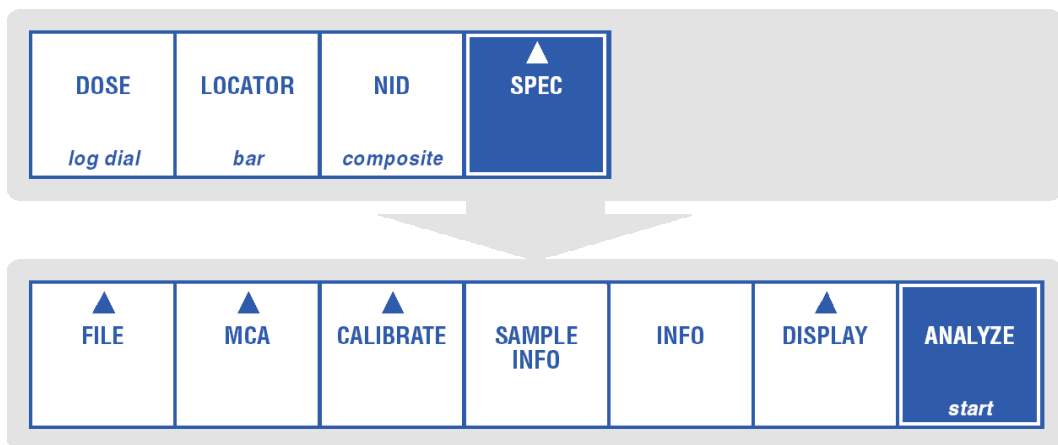 DOSE LOCATOR NID SPEC
log dial bar composite
FILE MCA CALIBRATE SAMPLE INFO DISPLAY ANALYZE
INFO
start